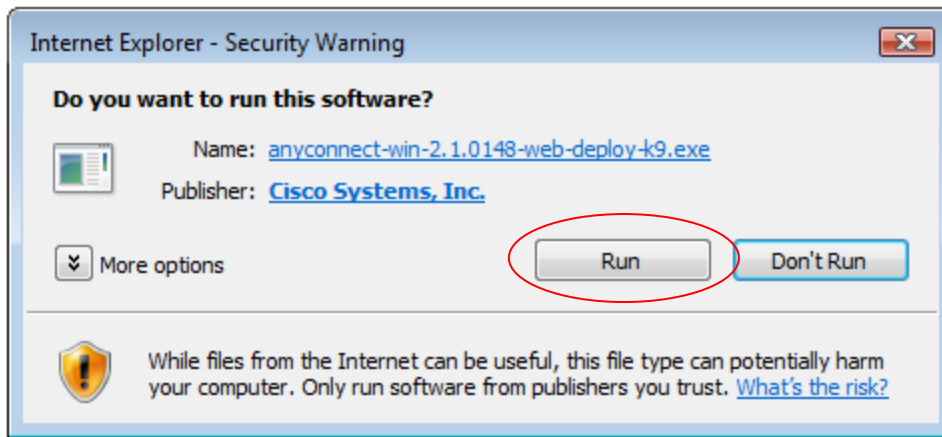 Internet Explorer - Security Warning
Do you want to run this software?
Name: anyconnect-win-2.1.0148-web-deploy-k9.exe
Publisher: Cisco Systems, Inc.
More options
Run
Don't Run
While files from the Internet can be useful, this file type can potentially harm
your computer. Only run software from publishers you trust. What's the risk?